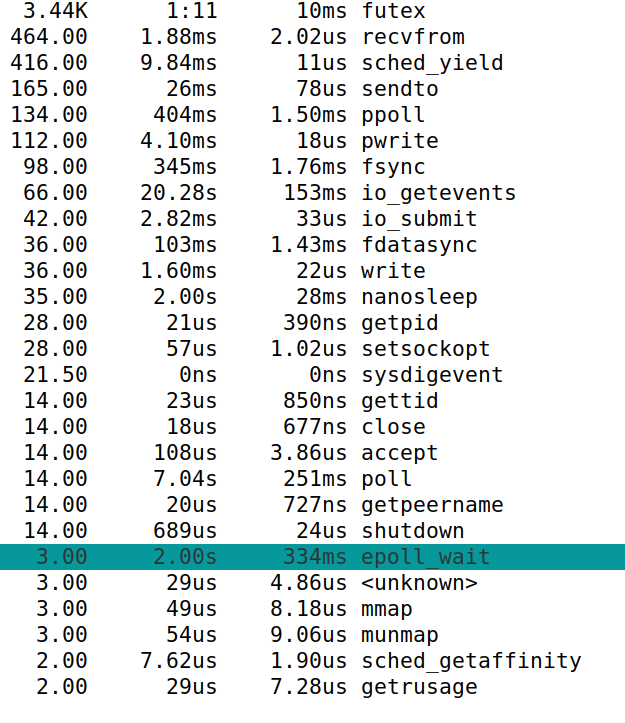 3.44K 1:11 10ms futex
464.00 1.88ms 2.02us recvfrom
416.00 9.84ms 11us sched_yield
165.00 26ms 78us sendto
134.00 404ms 1.50ms ppoll
112.00 4.10ms 18us pwrite
98.00 345ms 1.76ms fsync
66.00 20.28s 153ms io_getevents
42.00 2.82ms 33us io_submit
36.00 103ms 1.43ms fdatasync
36.00 1.60ms 22us write
35.00 2.00s 28ms nanosleep
28.00 21us 390ns getpid
28.00 57us 1.02us setsockopt
21.50 0ns 0ns sysdigevent
14.00 23us 850ns gettid
14.00 18us 677ns close
14.00 108us 3.86us accept
14.00 7.04s 251ms poll
14.00 20us 727ns getpeername
14.00 689us 24us shutdown
3.00 2.00s 334ms epoll_wait
3.00 29us 4.86us <unknown>
3.00 49us 8.18us mmap
3.00 54us 9.06us munmap
2.00 7.62us 1.90us sched_getaffinity
2.00 29us 7.28us getrusage